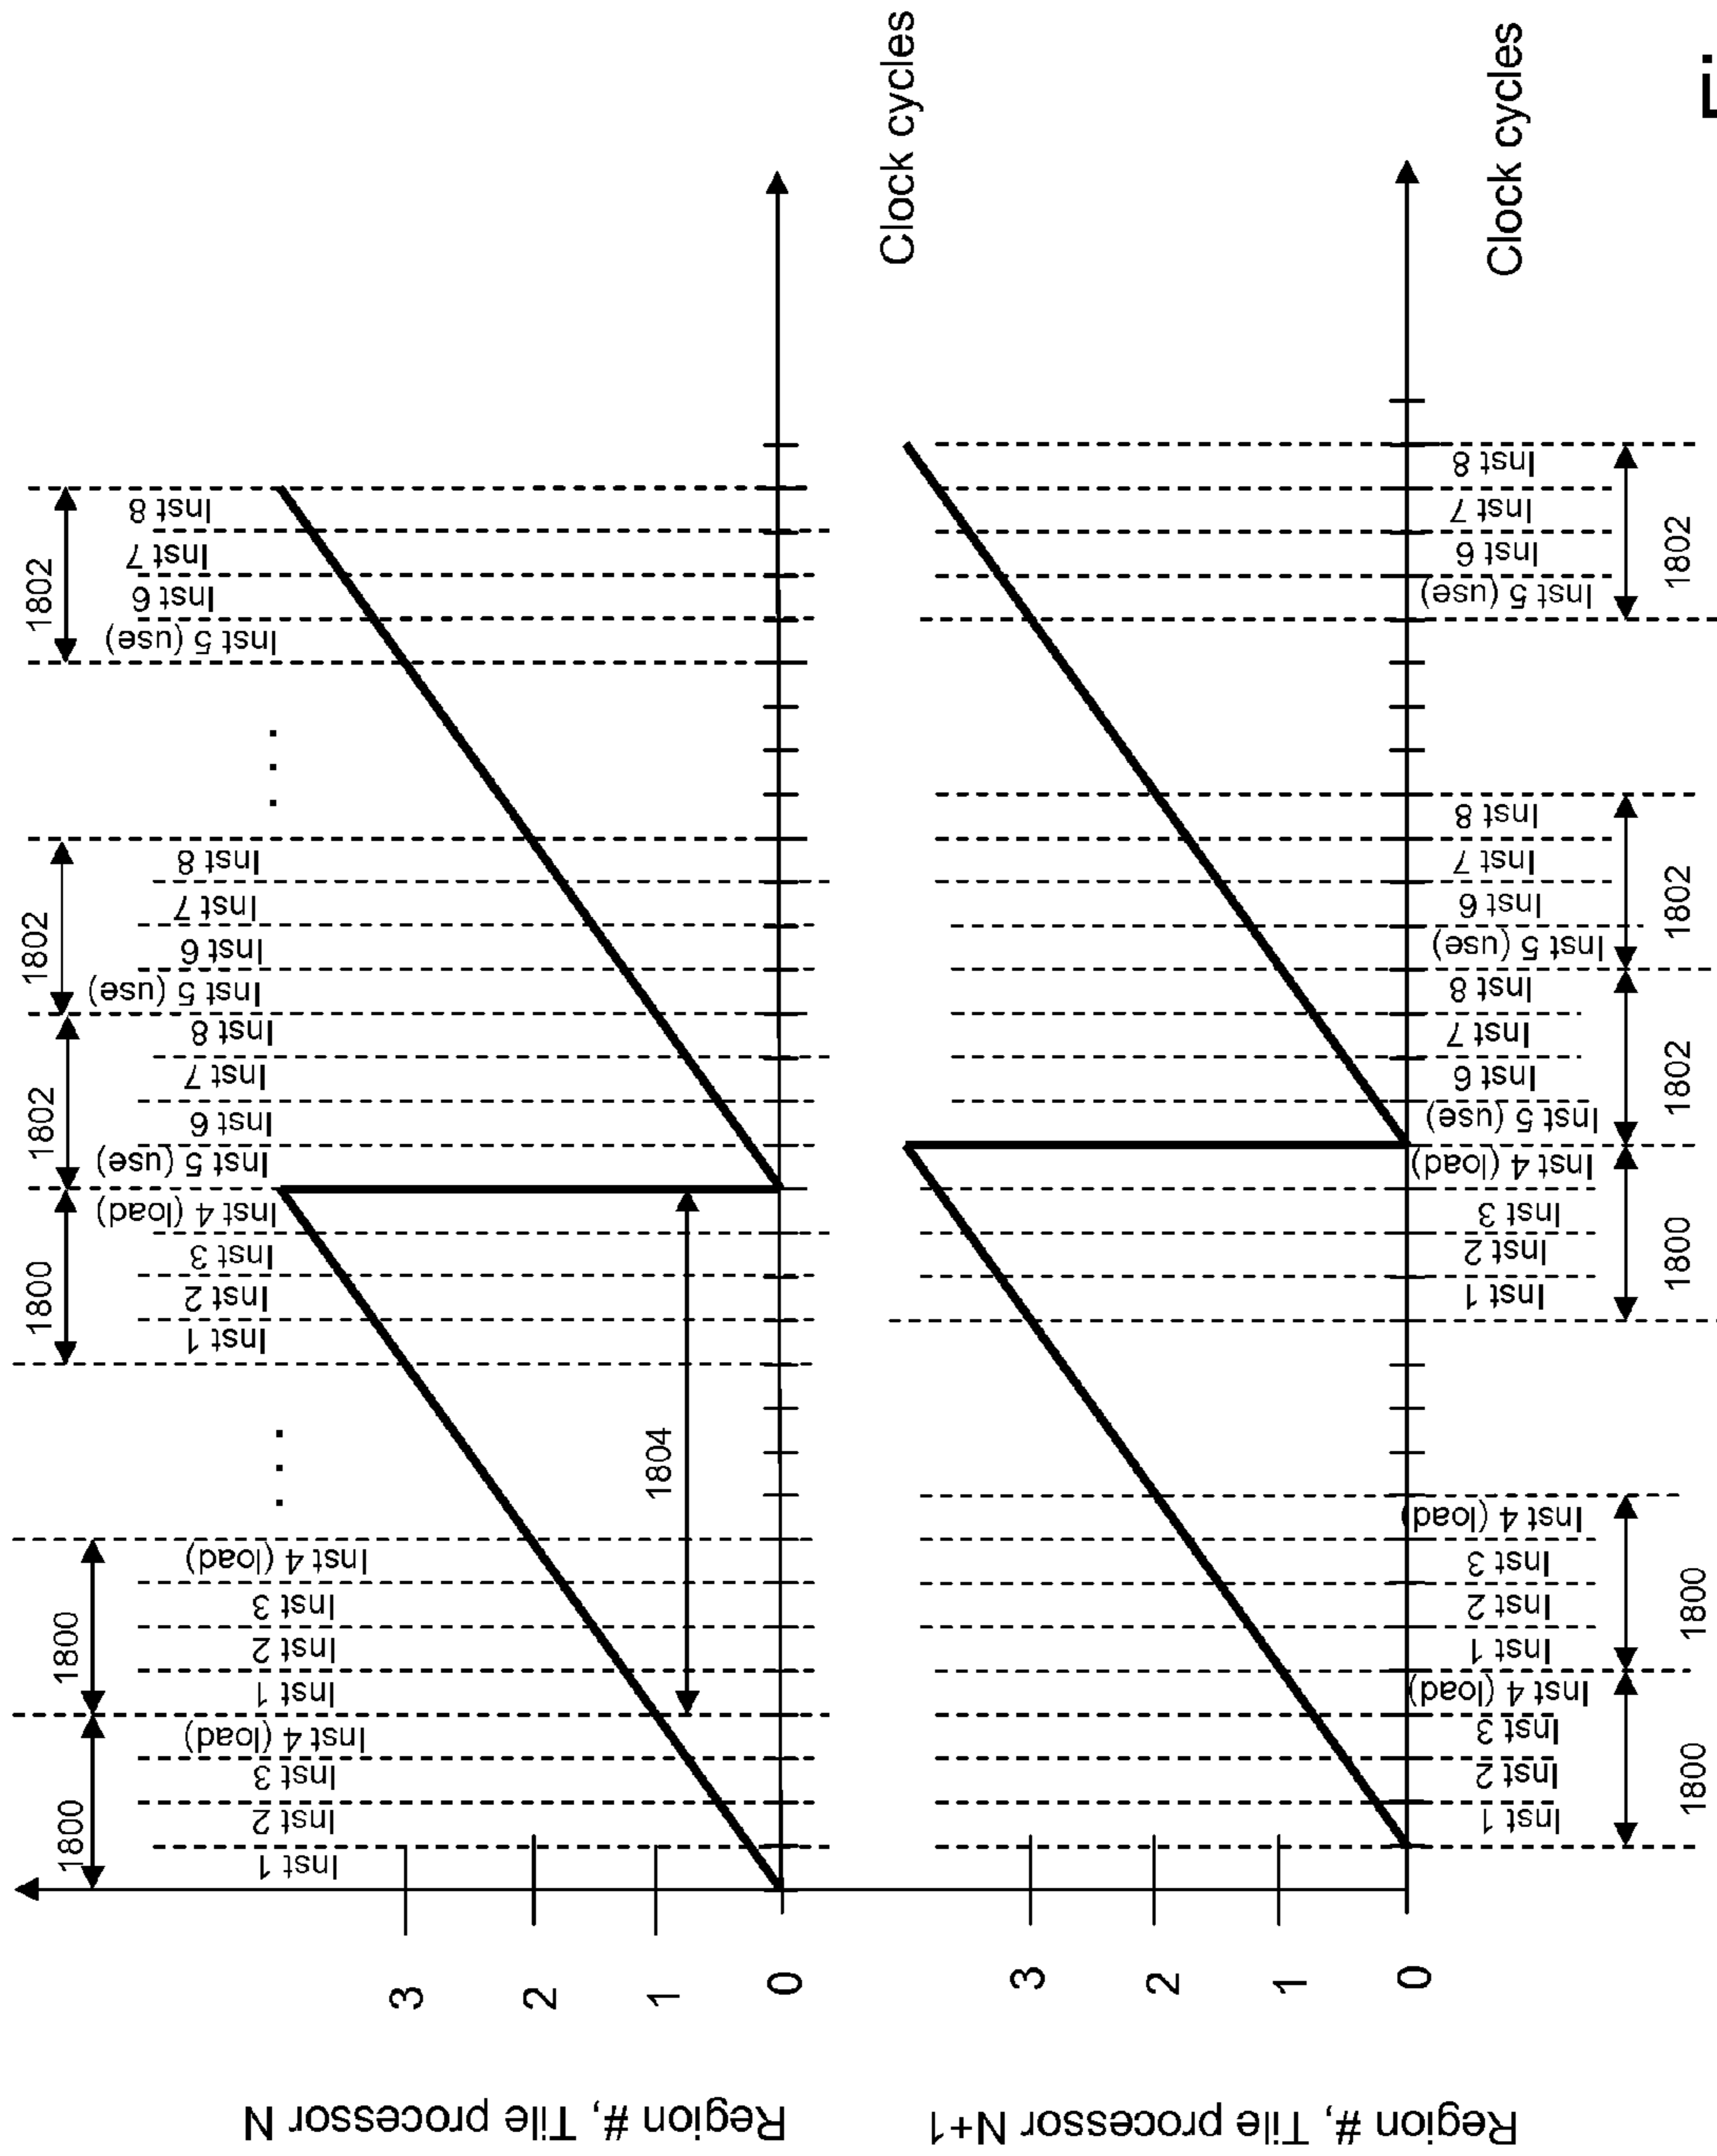 Region #, Tile processor N
1800
1800
1800
1802
1802
1802
Inst 1
Inst 2
Inst 3
Inst 4 (load)
Inst 1
Inst 2
Inst 3
Inst 4 (load)
. . .
Inst 1
Inst 2
Inst 3
Inst 4 (load)
Inst 5 (use)
Inst 6
Inst 7
Inst 8
Inst 5 (use)
Inst 6
Inst 7
Inst 8
. . .
Inst 5 (use)
Inst 6
Inst 7
Inst 8
3
2
1
0
1804
Clock cycles
Region #, Tile processor N+1
3
2
1
0
Inst 1
Inst 2
Inst 3
Inst 4 (load)
Inst 1
Inst 2
Inst 3
Inst 4 (load)
Inst 1
Inst 2
Inst 3
Inst 4 (load)
Inst 5 (use)
Inst 6
Inst 7
Inst 8
Inst 5 (use)
Inst 6
Inst 7
Inst 8
Inst 5 (use)
Inst 6
Inst 7
Inst 8
Clock cycles
1800
1800
1800
1802
1802
1802